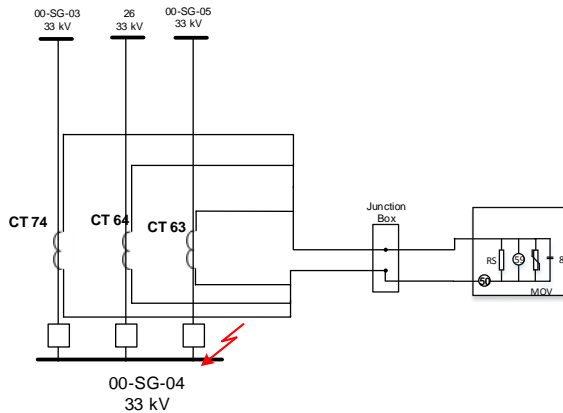 00-SG-03
33 kV
26
33 kV
00-SG-05
33 kV
CT 74
CT 64
CT 63
Junction
Box
RS
59
50
MOV
00-SG-04
33 kV